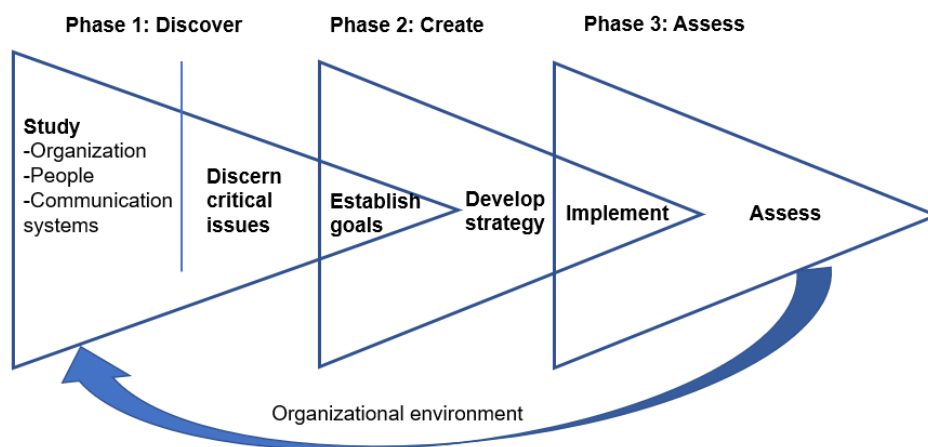 Phase 1: Discover
Phase 2: Create
Phase 3: Assess
Study
-Organization
-People
-Communication
systems
Discern
critical
issues
Establish
goals
Develop
strategy
Implement
Assess
Organizational environment